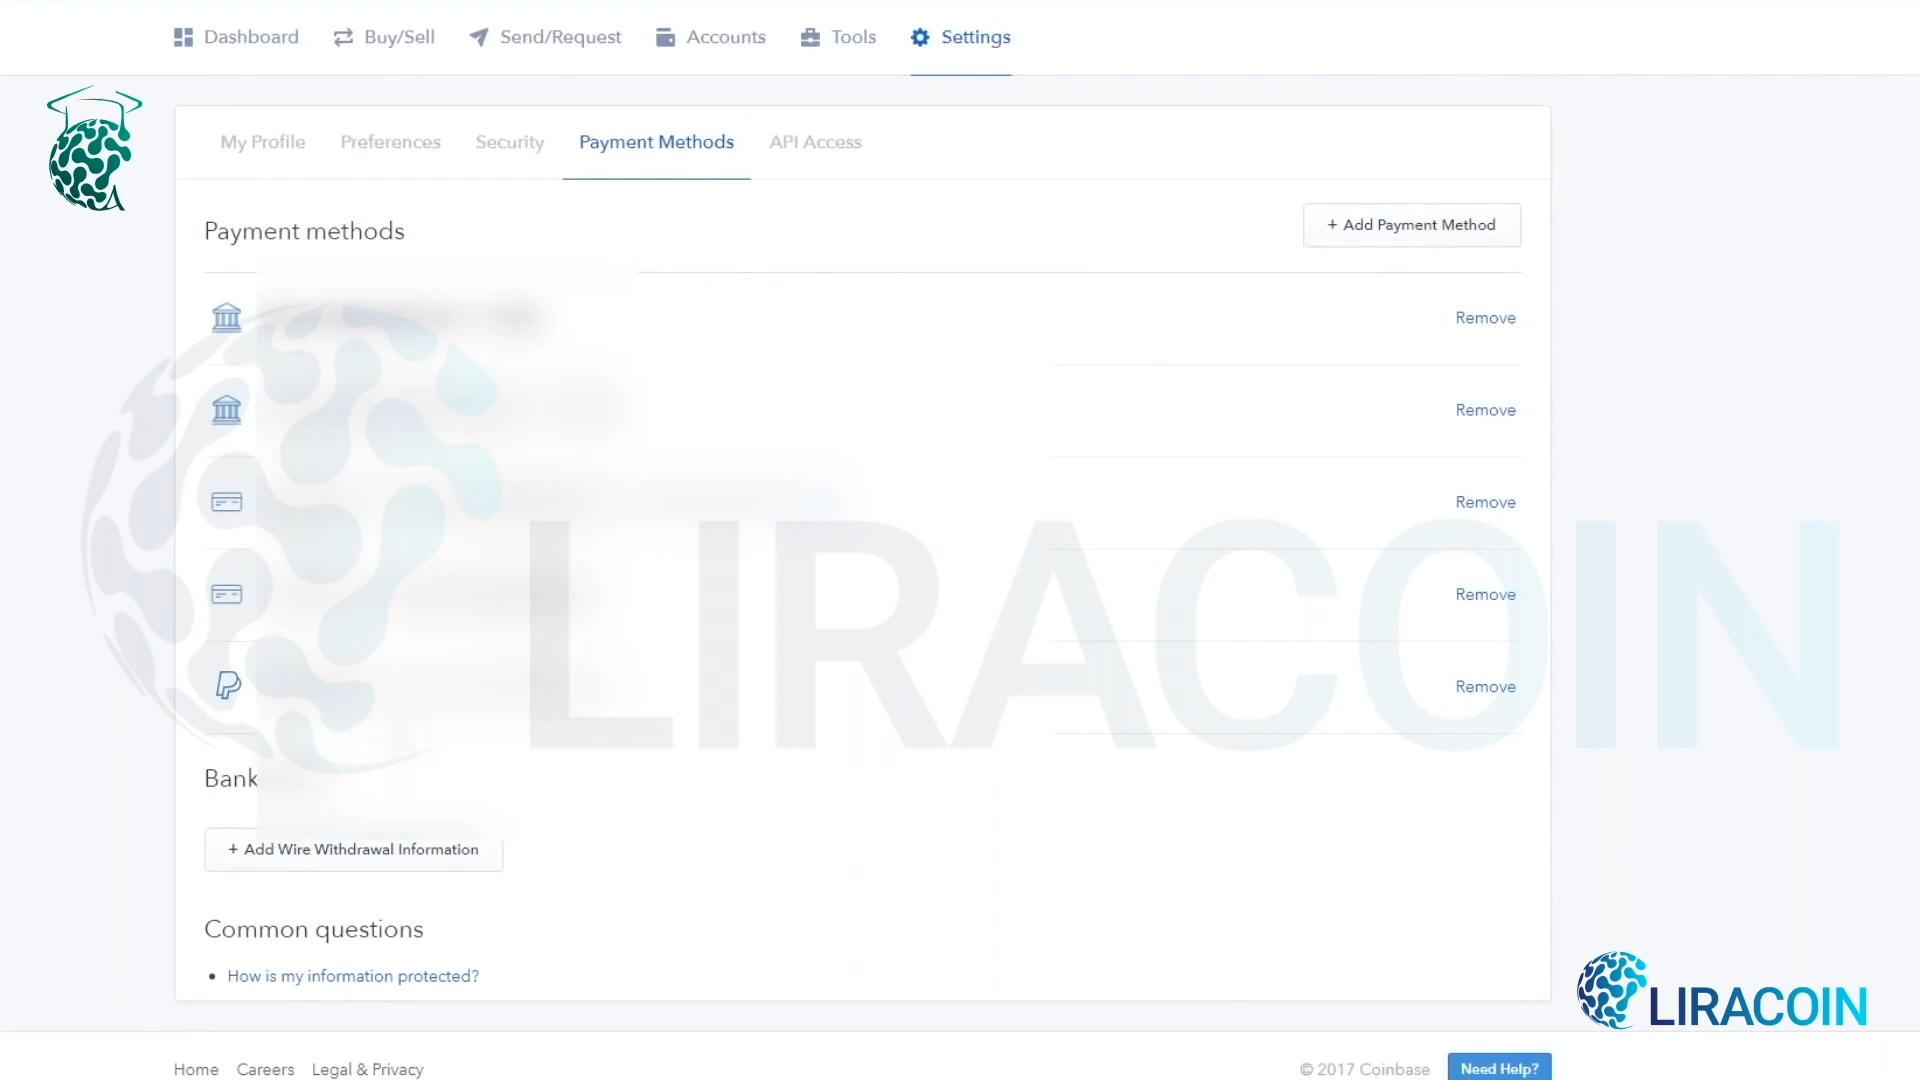 Dashboard Buy/Sell Send/Request Accounts Tools Settings
My Profile Preferences Security Payment Methods API Access
Payment methods + Add Payment Method
Remove
Remove
Remove
LIRACOIN
Remove
Remove
Bank
+ Add Wire Withdrawal Information
Common questions
• How is my information protected?
LIRACOIN
Home Careers Legal & Privacy © 2017 Coinbase Need Help?